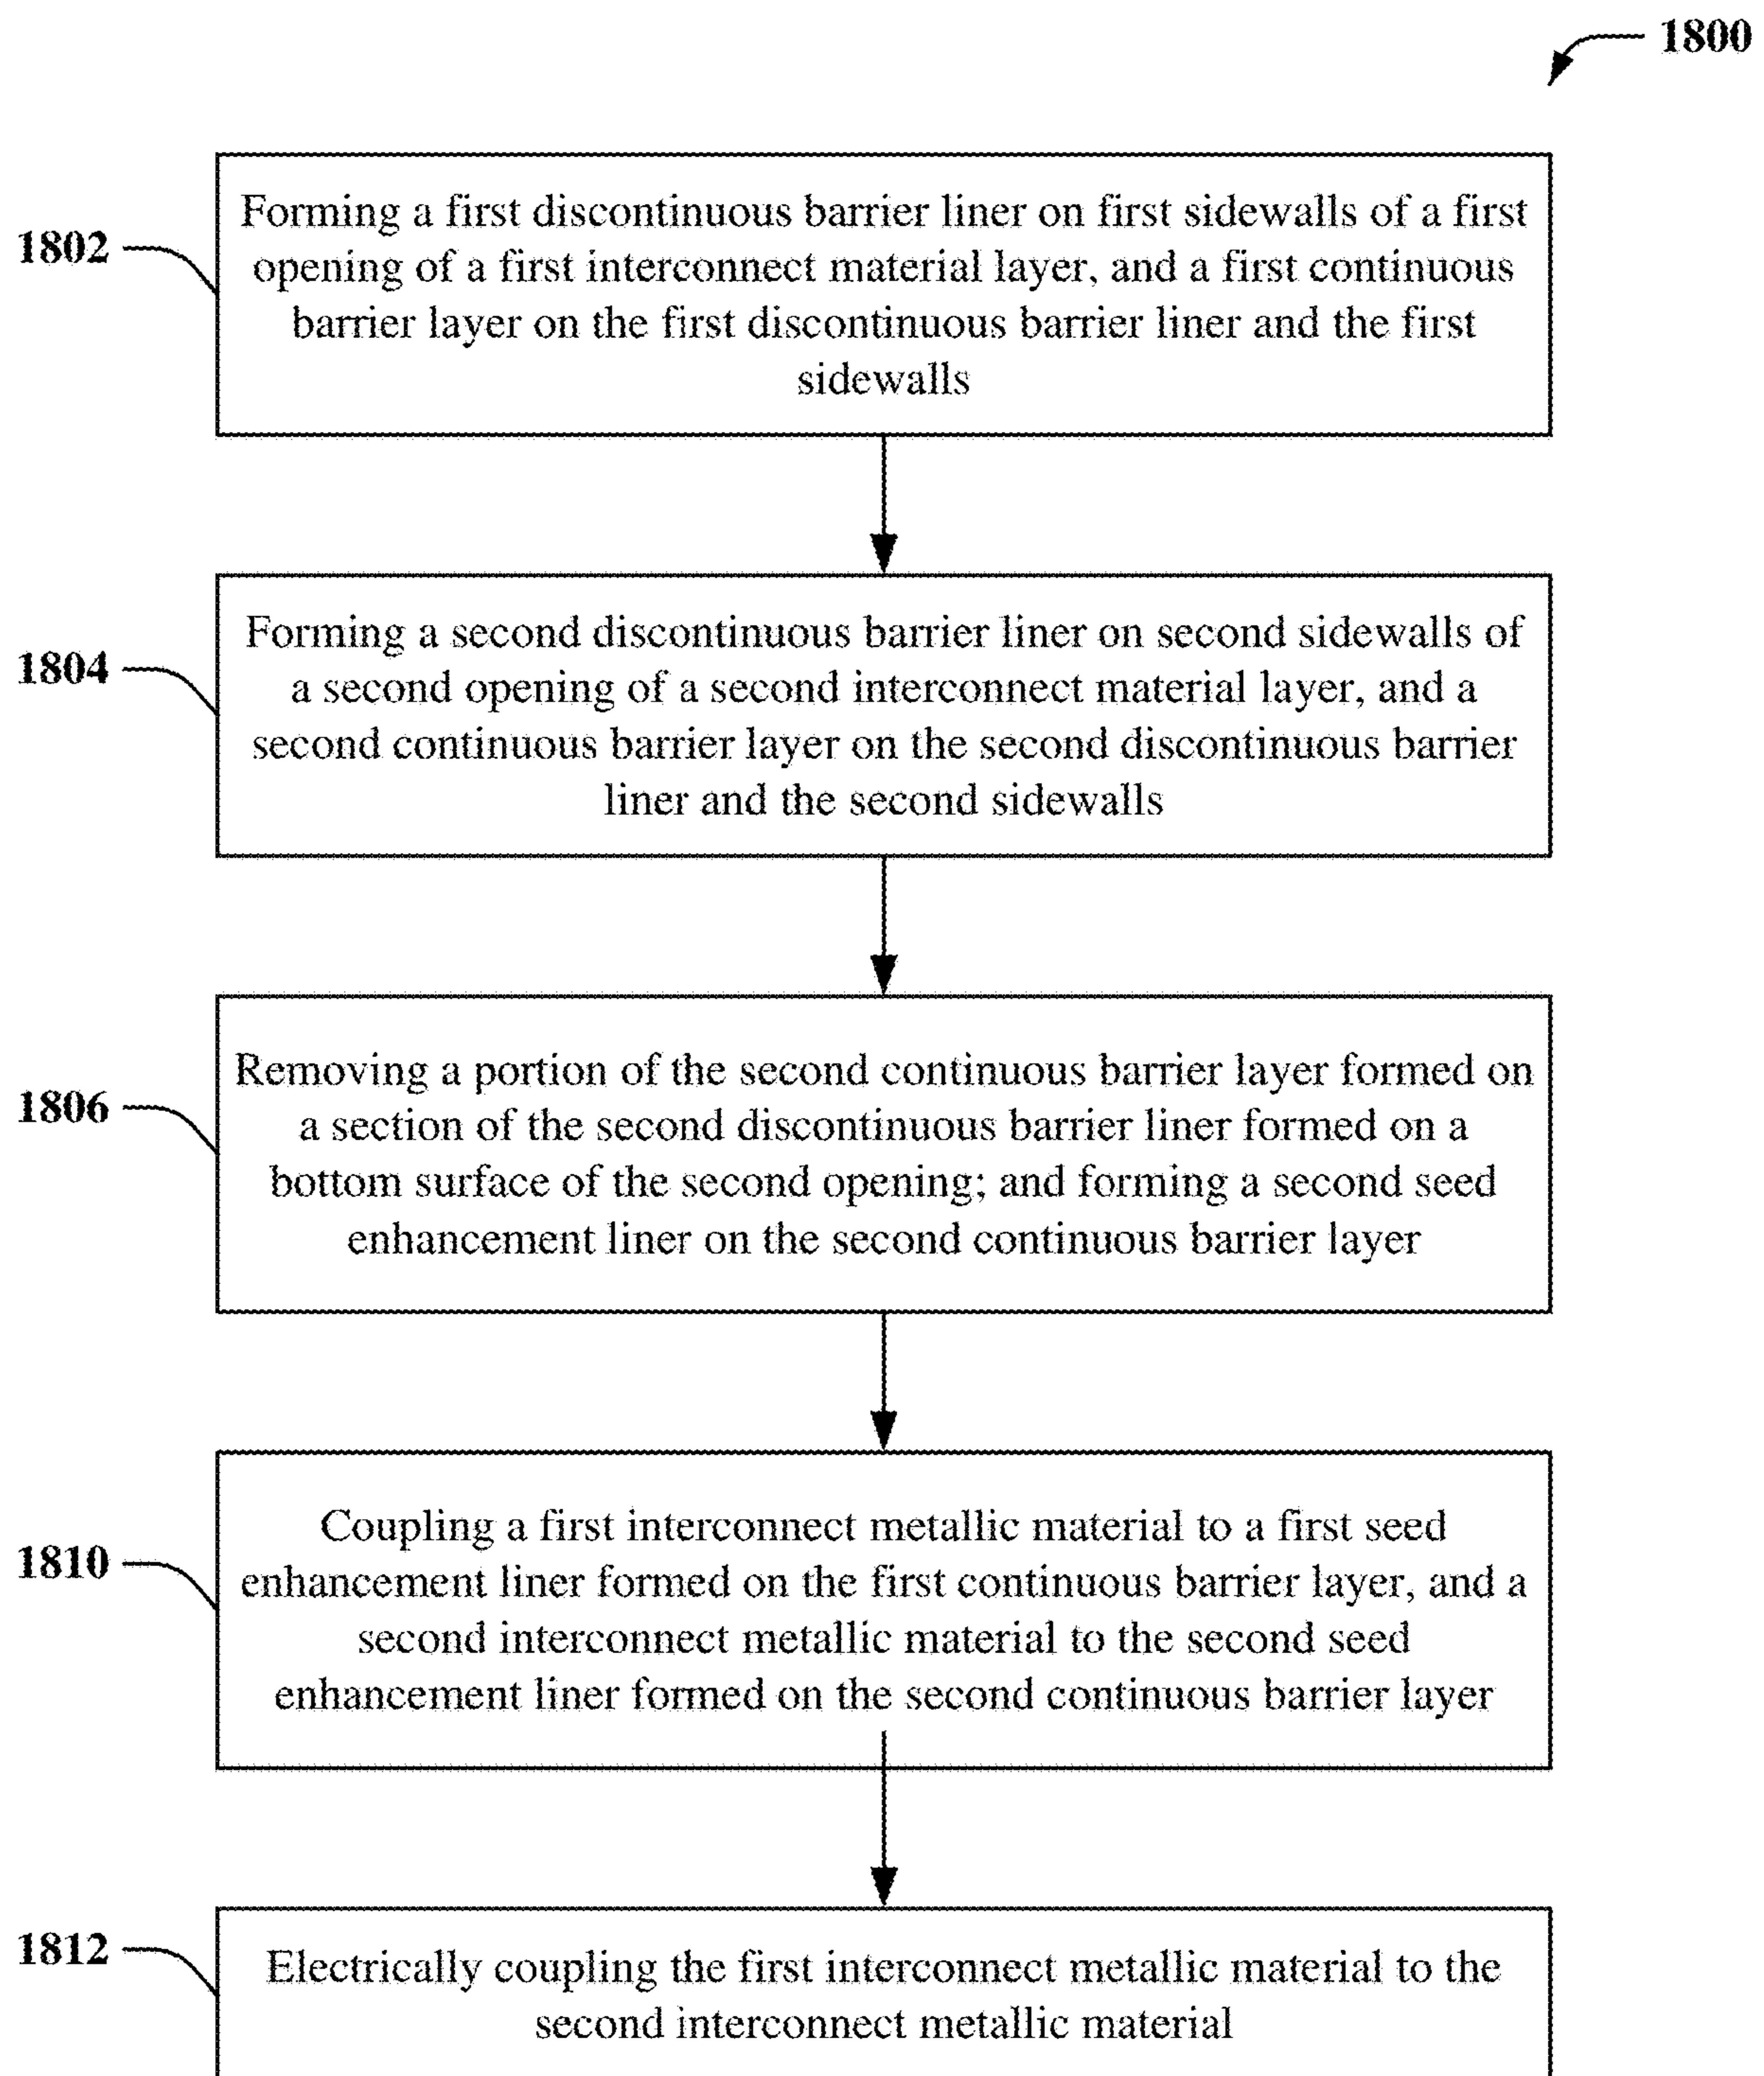 1800
1802
Forming a first discontinuous barrier liner on first sidewalls of a first
opening of a first interconnect material layer, and a first continuous
barrier layer on the first discontinuous barrier liner and the first
sidewalls
1804
Forming a second discontinuous barrier liner on second sidewalls of
a second opening of a second interconnect material layer, and a
second continuous barrier layer on the second discontinuous barrier
liner and the second sidewalls
1806
Removing a portion of the second continuous barrier layer formed on
a section of the second discontinuous barrier liner formed on a
bottom surface of the second opening; and forming a second seed
enhancement liner on the second continuous barrier layer
1810
Coupling a first interconnect metallic material to a first seed
enhancement liner formed on the first continuous barrier layer, and a
second interconnect metallic material to the second seed
enhancement liner formed on the second continuous barrier layer
1812
Electrically coupling the first interconnect metallic material to the
second interconnect metallic material